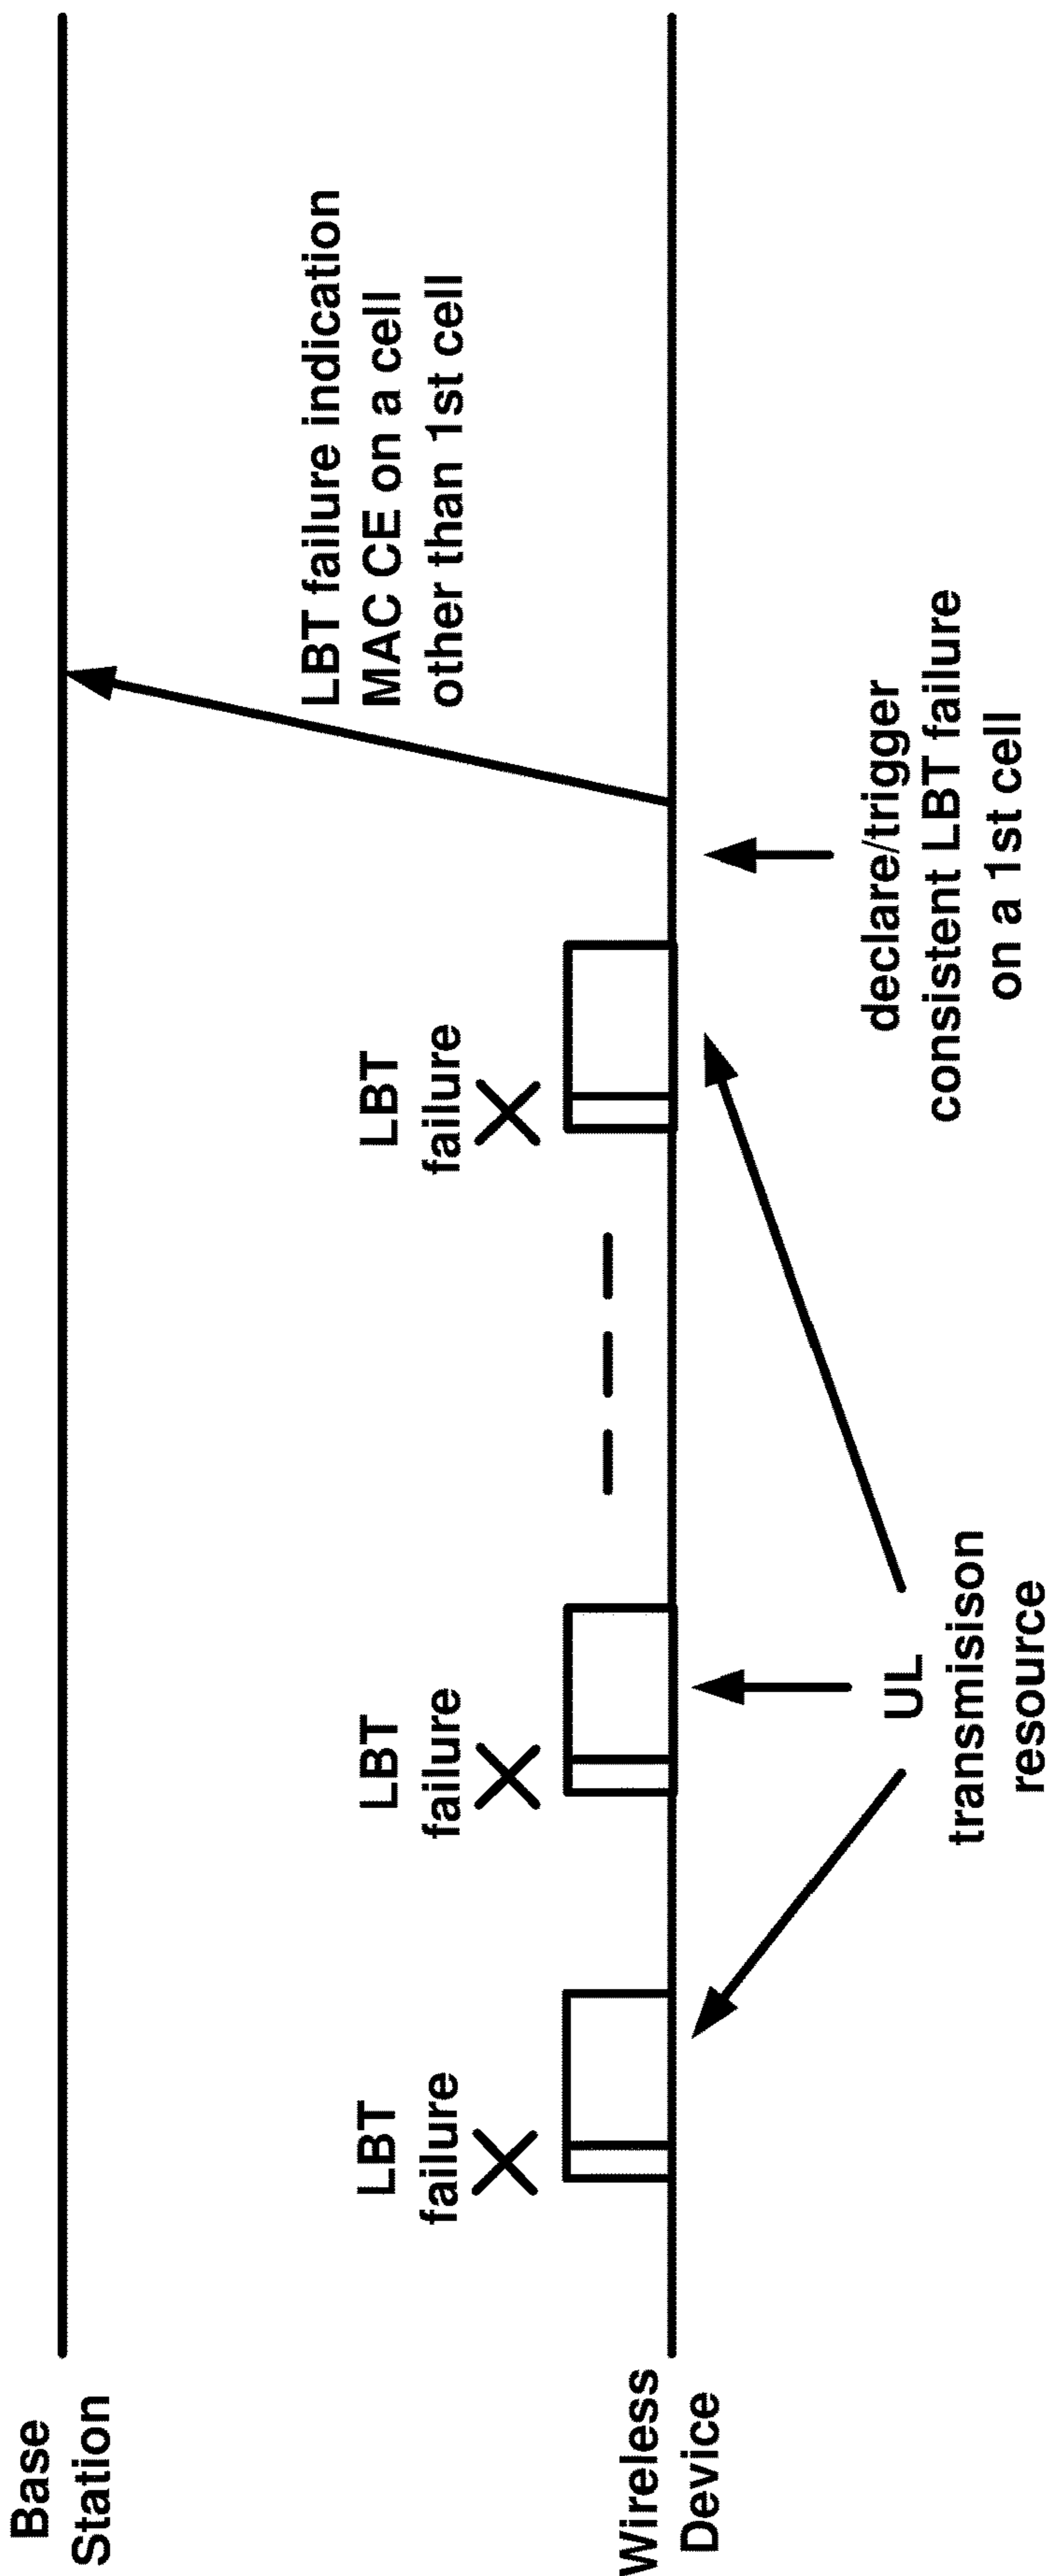 Base
Station
LBT failure indication
MAC CE on a cell
other than 1st cell
LBT
failure
LBT
failure
LBT
failure
Wireless
Device
UL
transmisison
resource
declare/trigger
consistent LBT failure
on a 1st cell